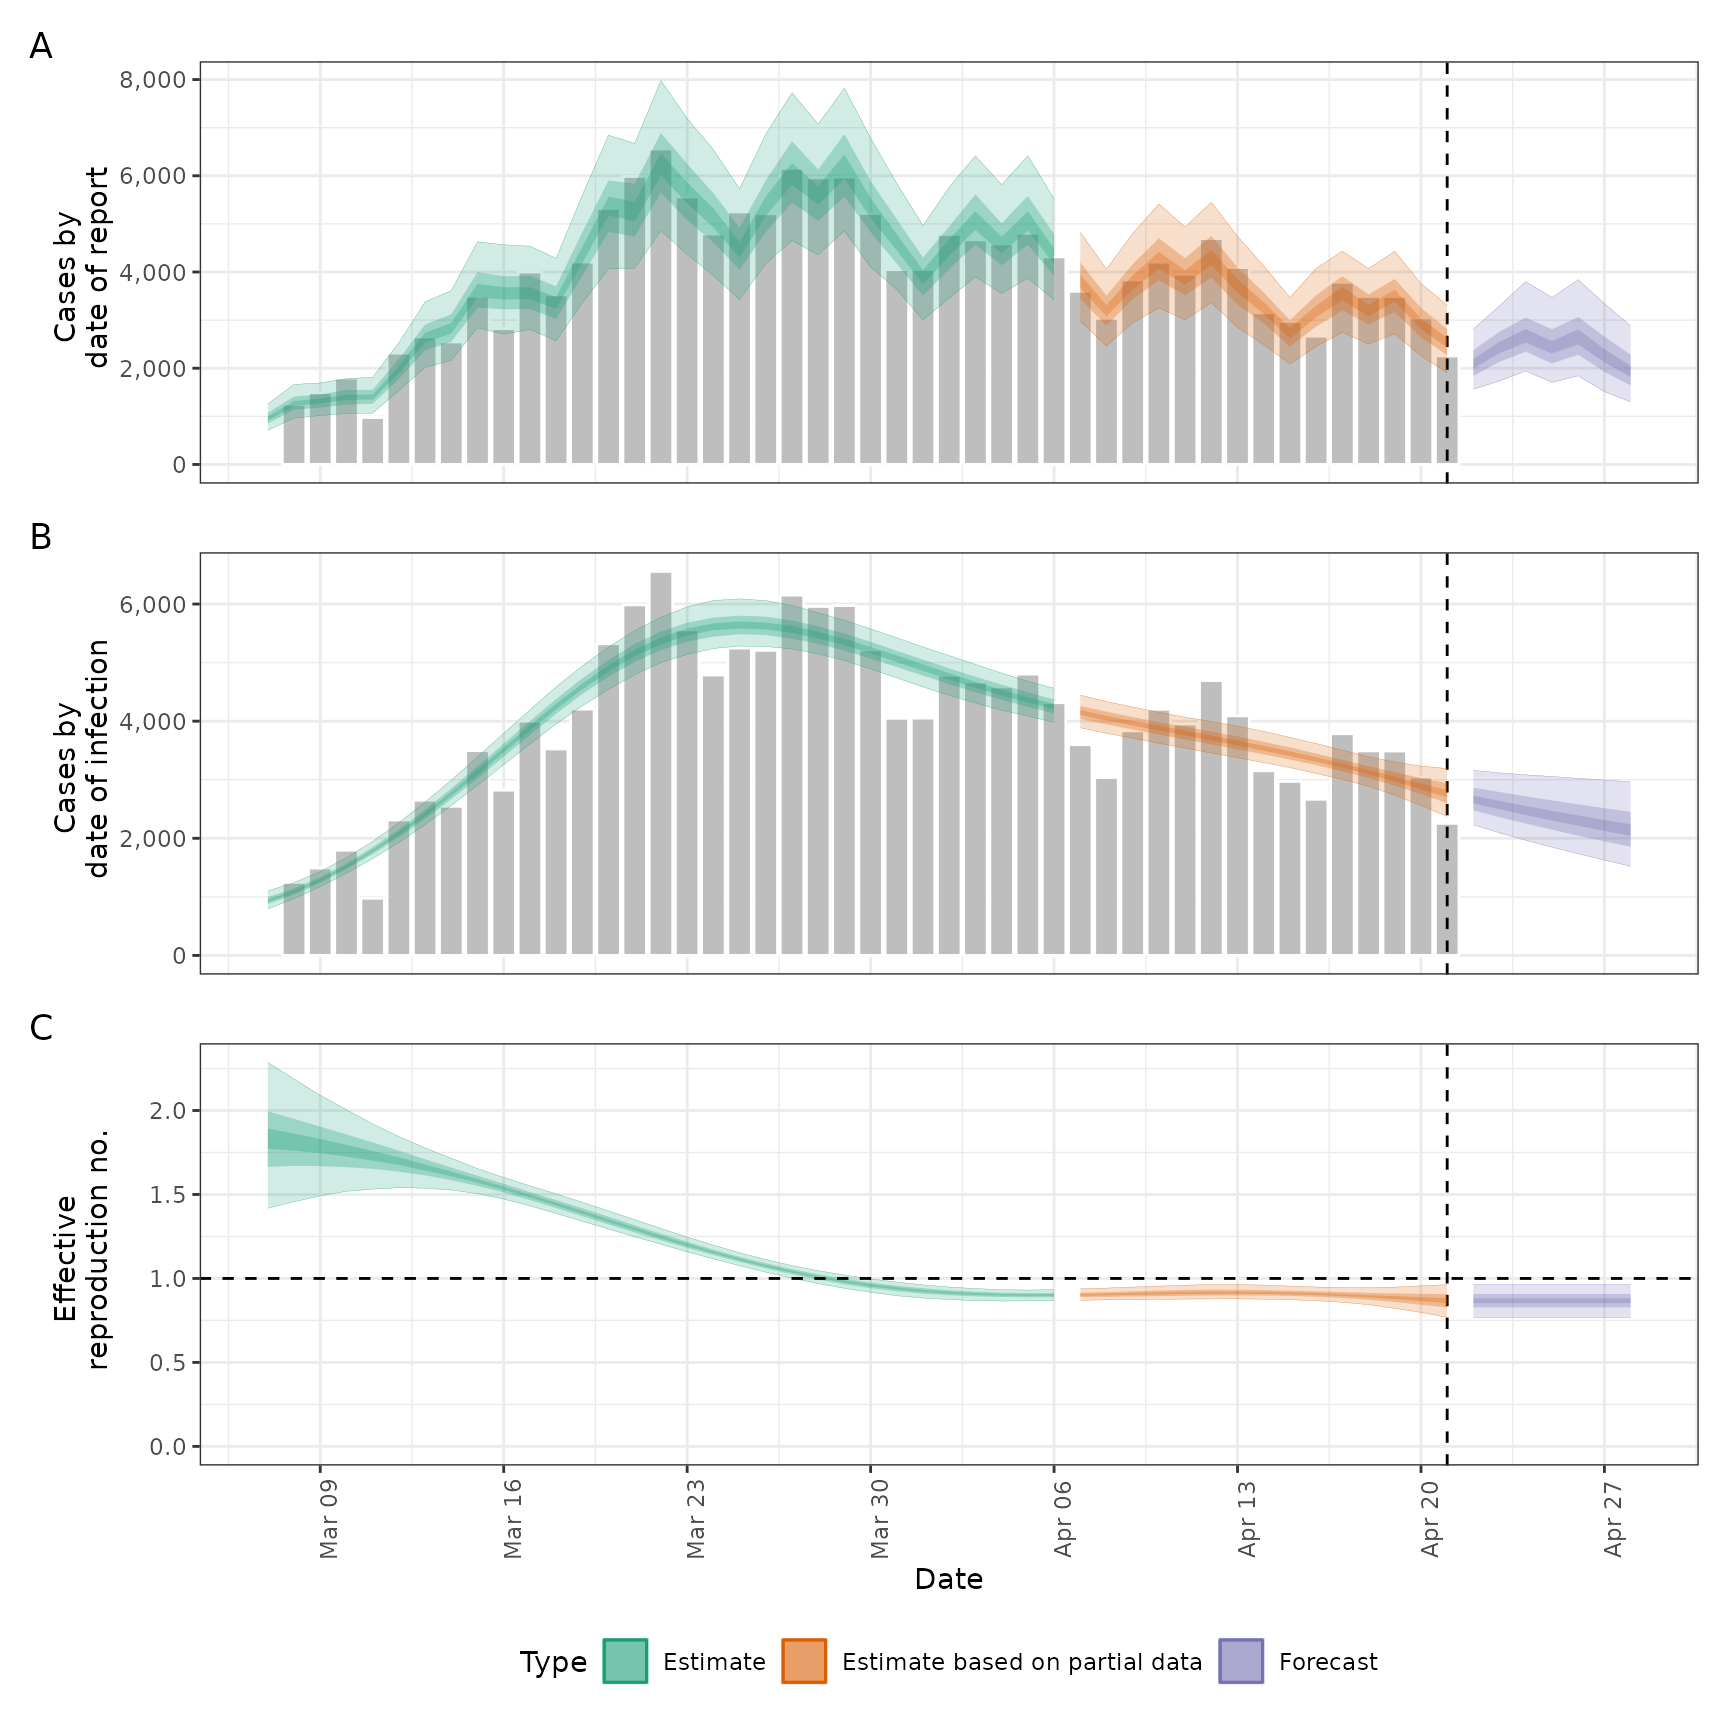 A
Cases by
date of report
8,000
6,000
4,000
2,000
0
B
Cases by
date of infection
6,000
4,000
2,000
0
C
Effective
reproduction no.
2.0
1.5
1.0
0.5
0.0
Mar 09
Mar 16
Mar 23
Mar 30
Apr 06
Apr 13
Apr 20
Apr 27
Date
Type Estimate Estimate based on partial data Forecast